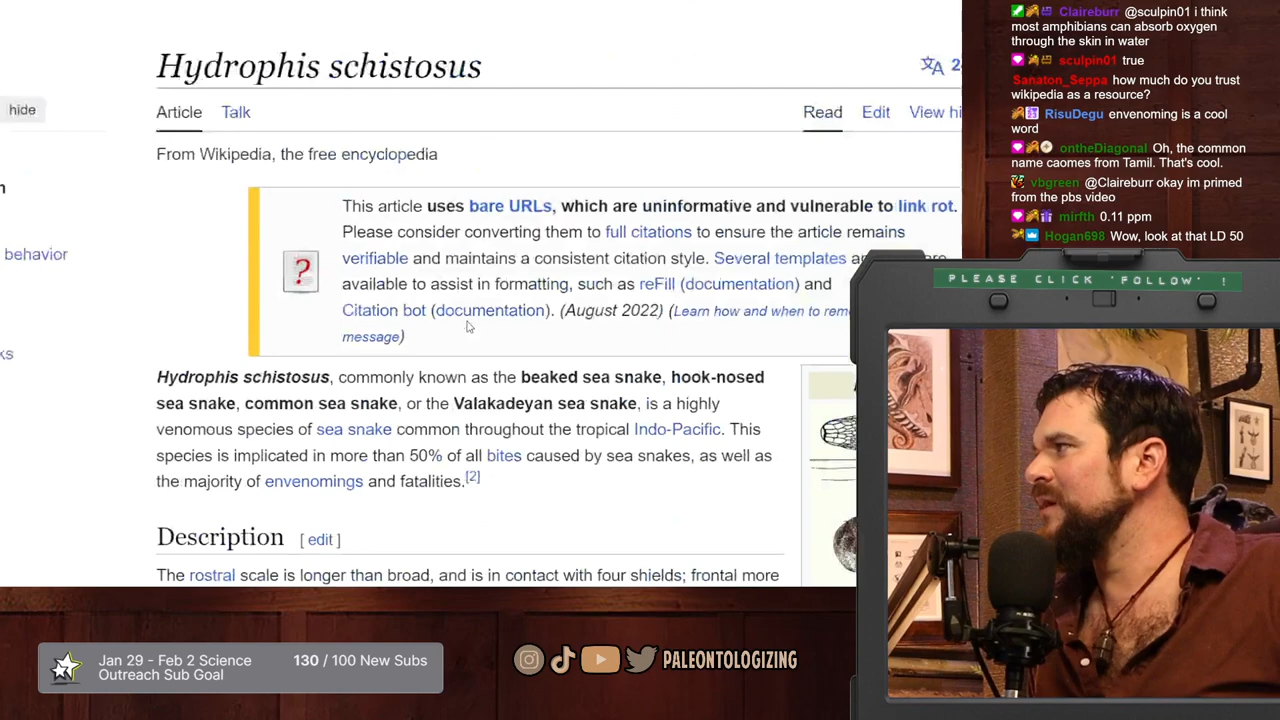 Hydrophis schistosus
hide
Article Talk
Read Edit View hi
From Wikipedia, the free encyclopedia
This article uses bare URLs, which are uninformative and vulnerable to link rot.
Please consider converting them to full citations to ensure the article remains
verifiable and maintains a consistent citation style. Several templates
available to assist in formatting, such as reFill (documentation) and
Citation bot (documentation). (August 2022) (Learn how and when to rem
message)
behavior
Hydrophis schistosus, commonly known as the beaked sea snake, hook-nosed
sea snake, common sea snake, or the Valakadeyan sea snake, is a highly
venomous species of sea snake common throughout the tropical Indo-Pacific. This
species is implicated in more than 50% of all bites caused by sea snakes, as well as
the majority of envenomings and fatalities.[2]
Description [ edit ]
The rostral scale is longer than broad, and is in contact with four shields; frontal more
Claireburr @sculpin01 i think
most amphibians can absorb oxygen
through the skin in water
sculpin01 true
Sanaton_Seppa how much do you trust
wikipedia as a resource?
RisuDegu envenoming is a cool
word
ontheDiagonal Oh, the common
name caomes from Tamil. That's cool.
vbgreen @Claireburr okay im primed
from the pbs video
mirfth 0.11 ppm
Hogan698 Wow, look at that LD 50
PLEASE CLICK "FOLLOW" !
Jan 29 - Feb 2 Science
Outreach Sub Goal
130 / 100 New Subs
PALEONTOLOGIZING